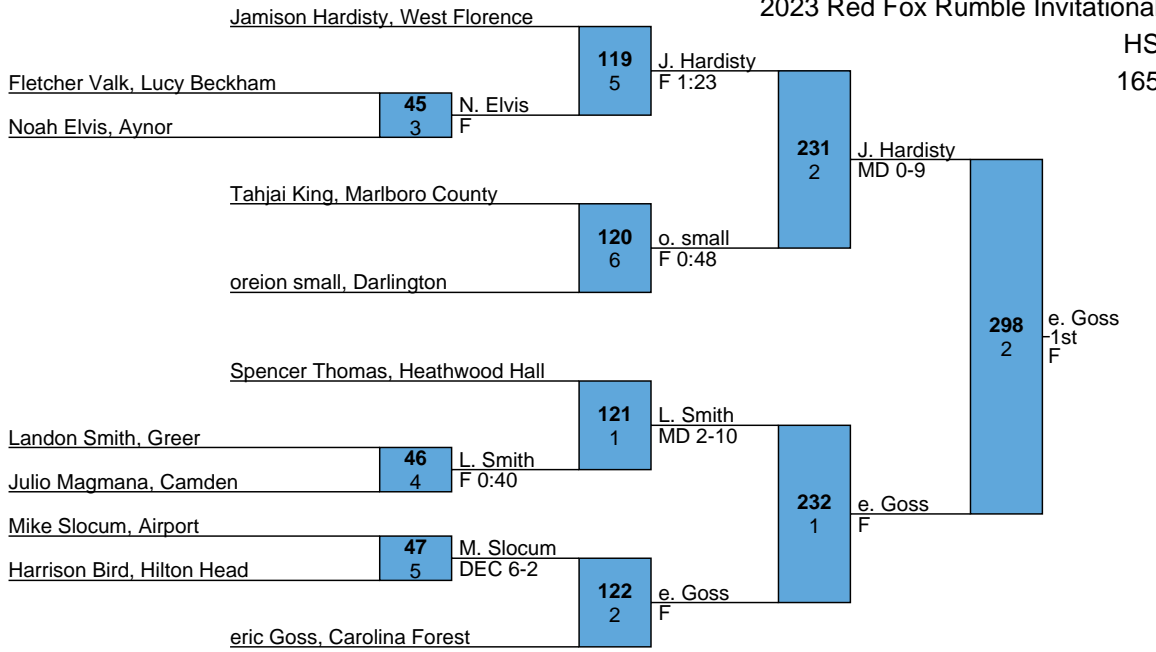 2023 Red Fox Rumble Invitational
HS
165
Jamison Hardisty, West Florence
119
5
J. Hardisty
F 1:23
Fletcher Valk, Lucy Beckham
45
3
N. Elvis
F
Noah Elvis, Aynor
231
2
J. Hardisty
MD 0-9
Tahjai King, Marlboro County
120
6
o. small
F 0:48
oreion small, Darlington
298
2
e. Goss
1st
F
Spencer Thomas, Heathwood Hall
121
1
L. Smith
MD 2-10
Landon Smith, Greer
46
4
L. Smith
F 0:40
Julio Magmana, Camden
232
1
e. Goss
F
Mike Slocum, Airport
47
5
M. Slocum
DEC 6-2
Harrison Bird, Hilton Head
122
2
e. Goss
F
eric Goss, Carolina Forest